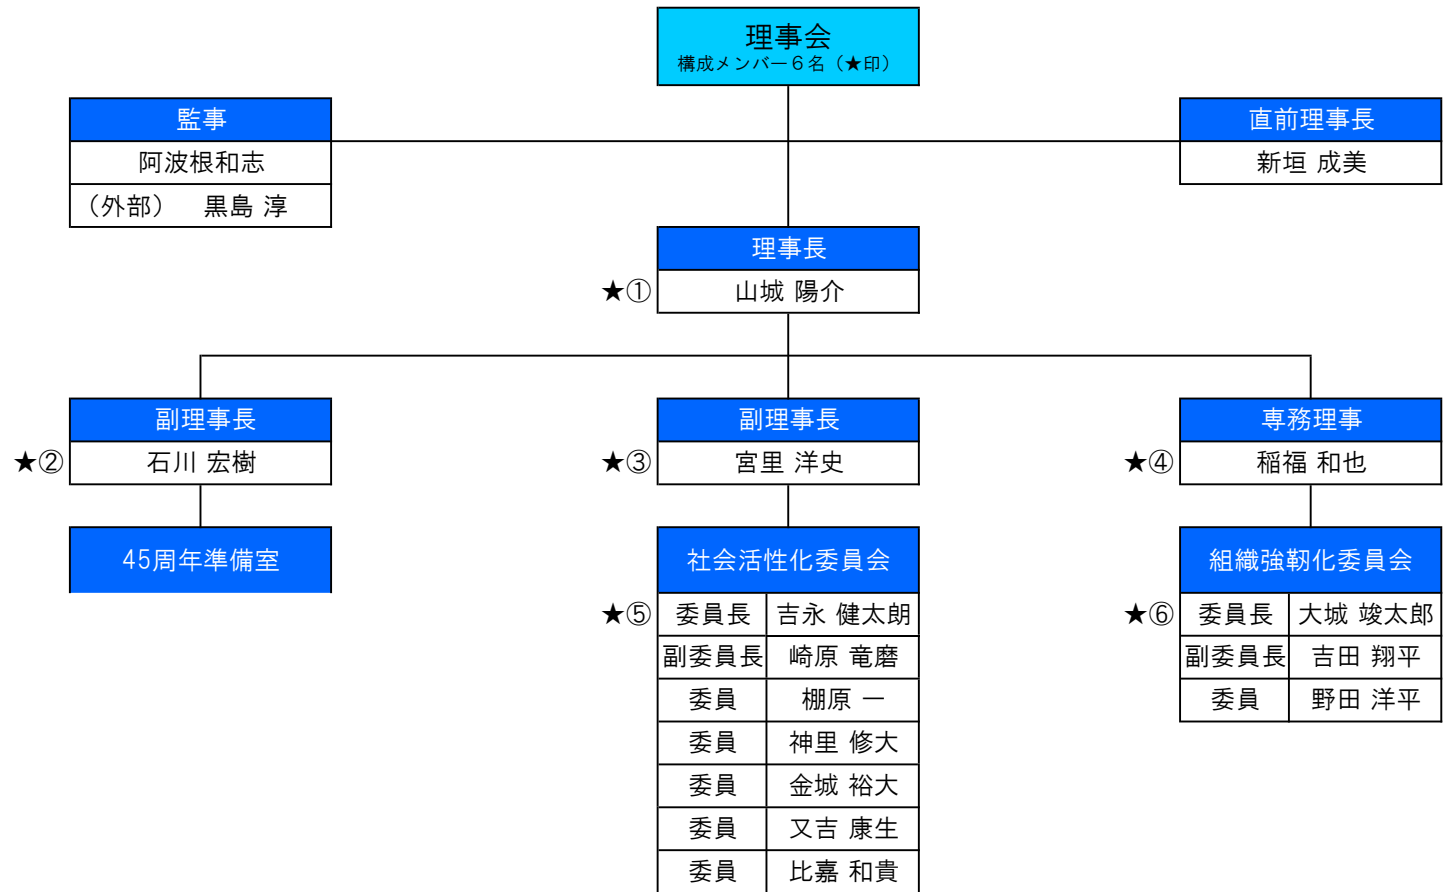 理事会
構成メンバー６名（★印）
監事
阿波根和志
（外部）　黒島 淳
直前理事長
新垣 成美
理事長
★① 山城 陽介
副理事長
★② 石川 宏樹
45周年準備室
副理事長
★③ 宮里 洋史
社会活性化委員会
★⑤ 委員長 吉永 健太朗
副委員長 崎原 竜磨
委員 棚原 一
委員 神里 修大
委員 金城 裕大
委員 又吉 康生
委員 比嘉 和貴
専務理事
★④ 稲福 和也
組織強靭化委員会
★⑥ 委員長 大城 竣太郎
副委員長 吉田 翔平
委員 野田 洋平